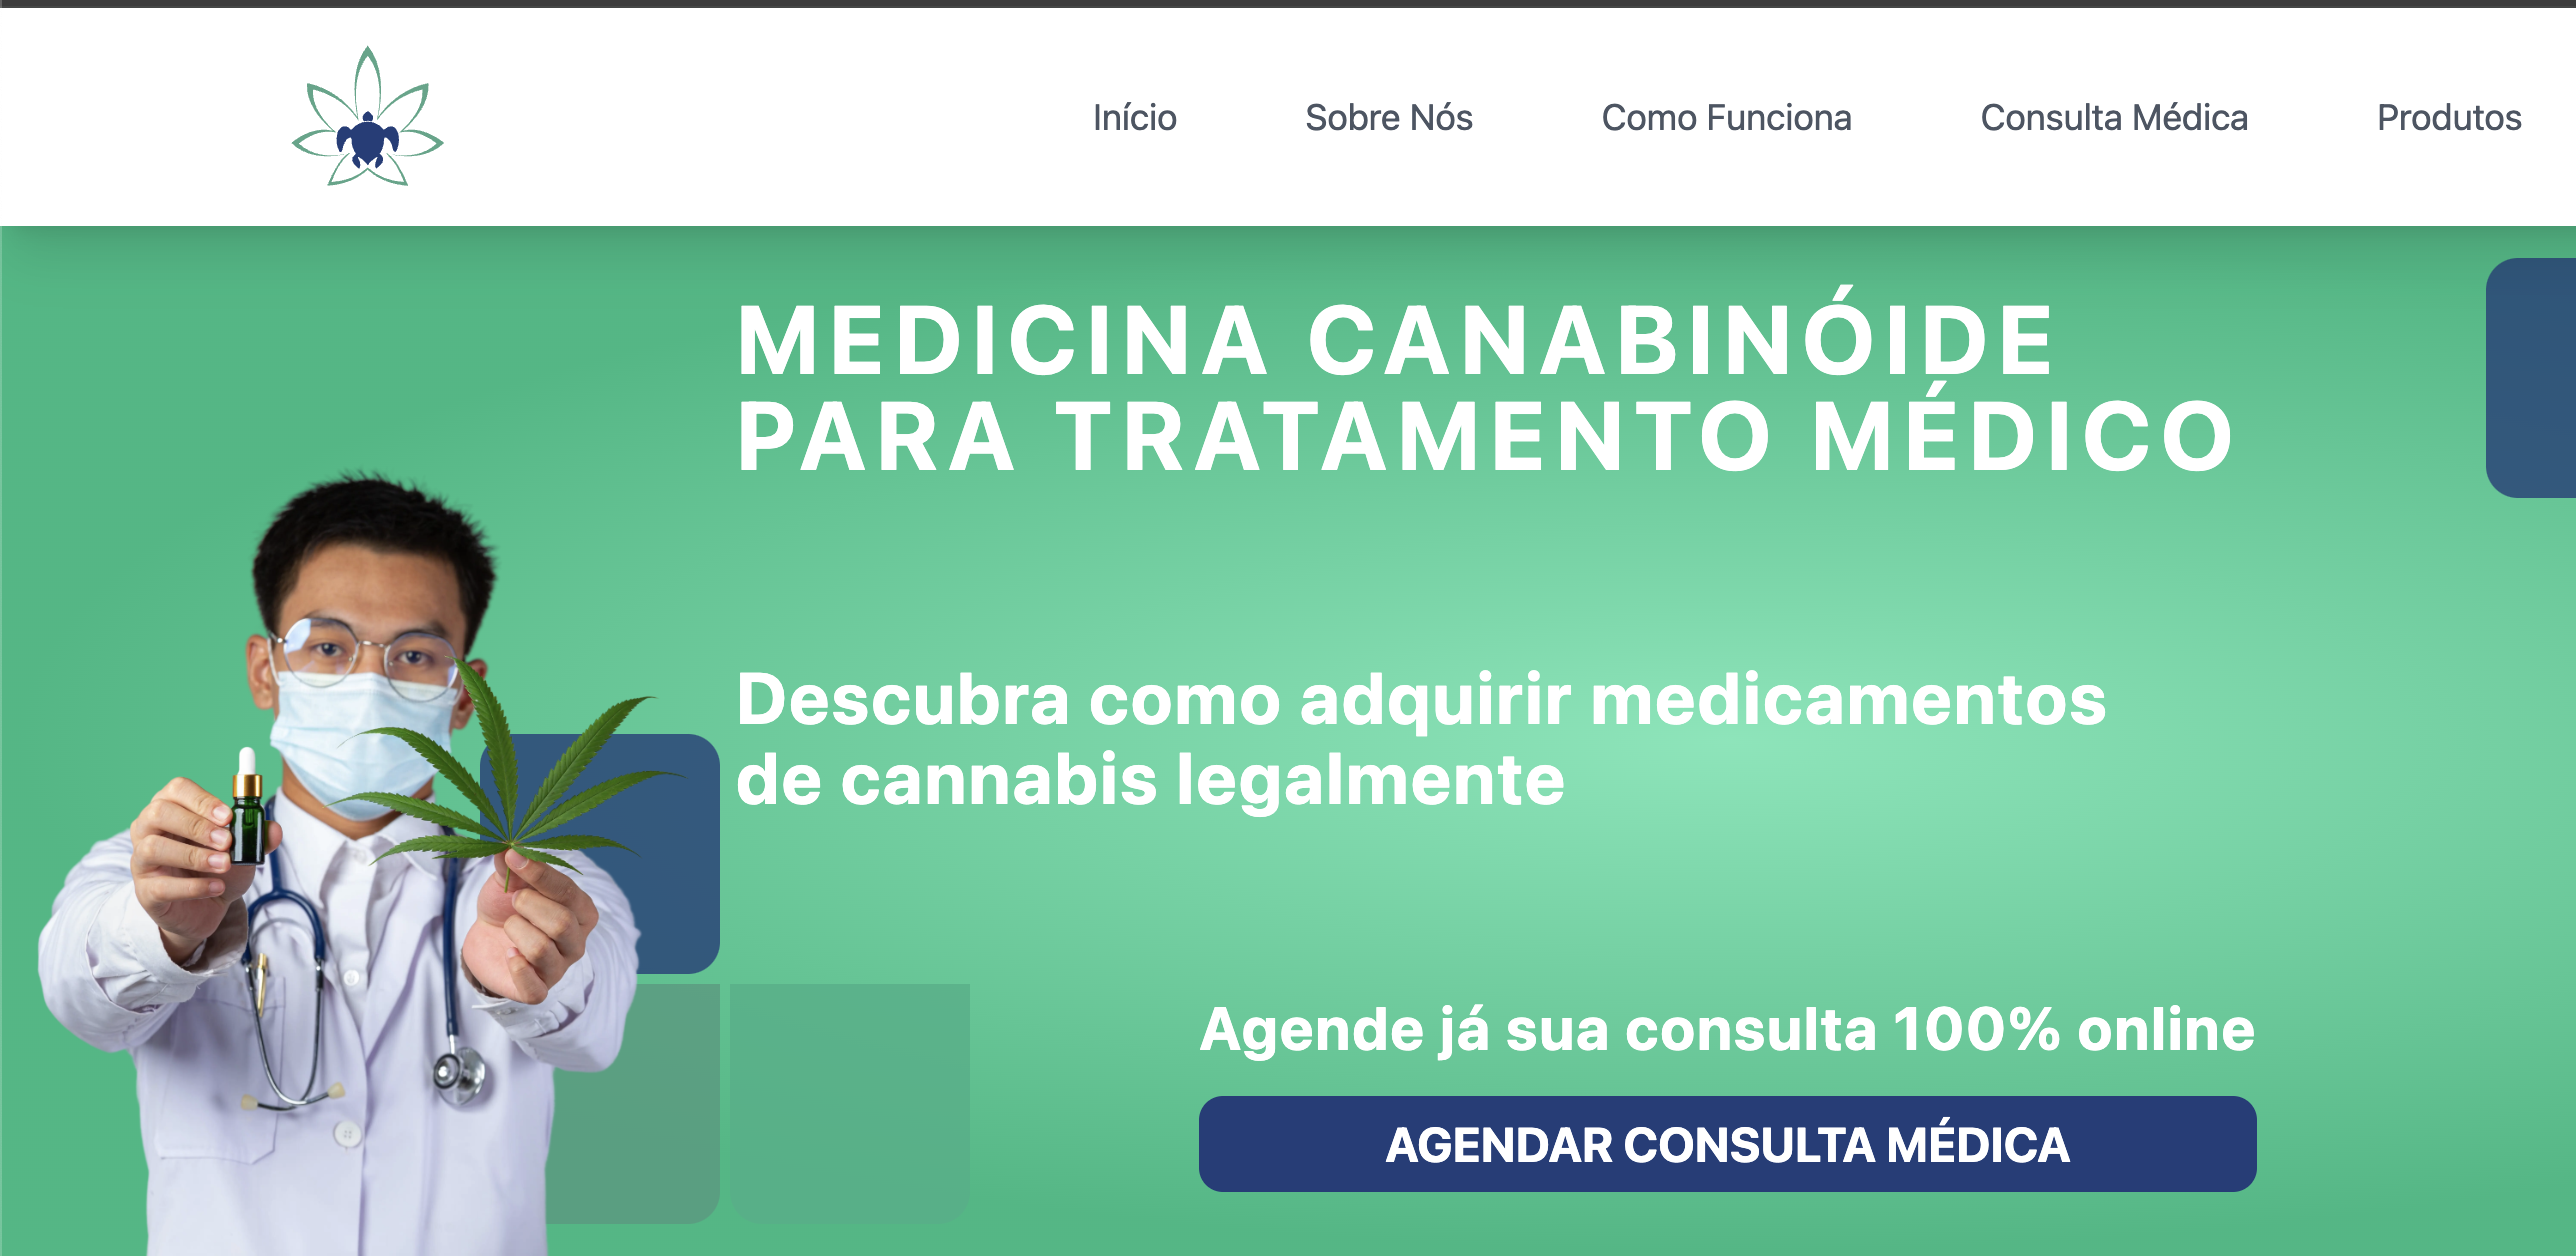 Início
Sobre Nós
Como Funciona
Consulta Médica
Produtos
MEDICINA CANABINÓIDE
PARA TRATAMENTO MÉDICO
Descubra como adquirir medicamentos
de cannabis legalmente
Agende já sua consulta 100% online
AGENDAR CONSULTA MÉDICA